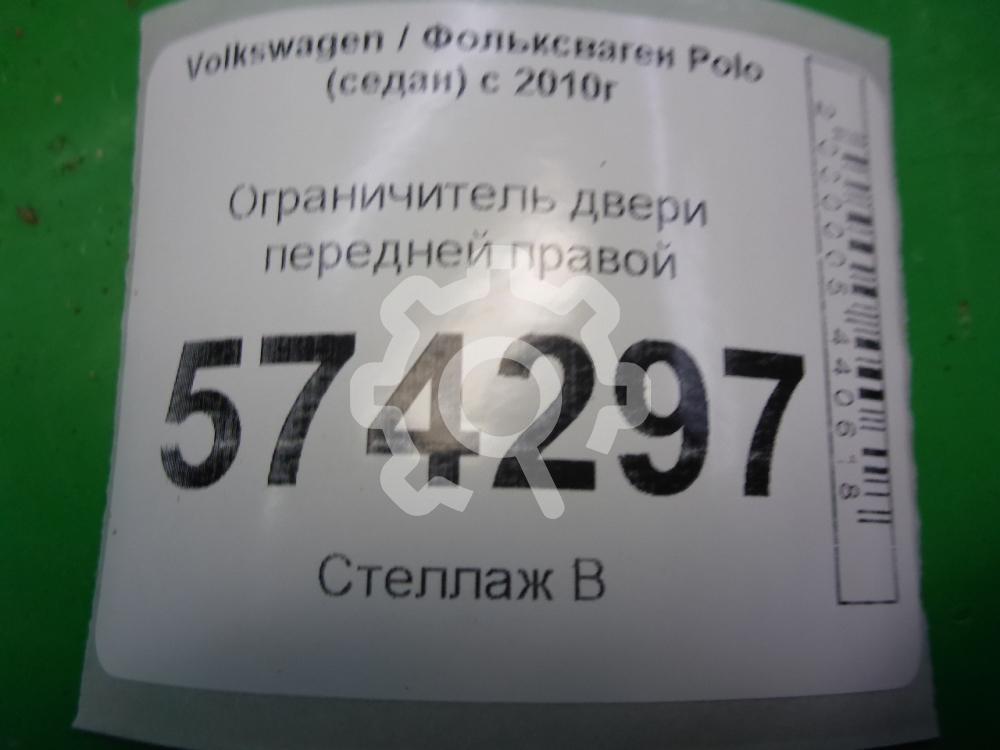 Volkswagen / Фольксваген Polo
(седан) с 2010г
Ограничитель двери
передней правой
574297
Стеллаж В